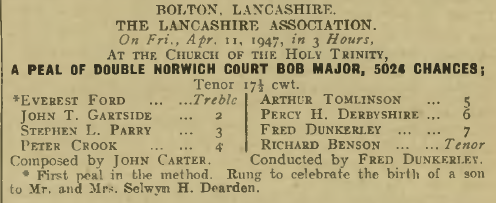 BOLTON, LANCASHIRE.
THE LANCASHIRE ASSOCIATION.
On Fri., Apr. 11, 1947, in 3 Hours,
AT THE CHURCH OF THE HOLY TRINITY,
A PEAL OF DOUBLE NORWICH COURT BOB MAJOR, 5024 CHANCES;
Tenor 17½ cwt.
*EVEREST FORD ... ...Treble
JOHN T. GARTSIDE ... 2
STEPHEN L. PARRY ... 3
PETER CROOK ... ... 4
ARTHUR TOMLINSON ... 5
PERCY H. DERBYSHIRE ... 6
FRED DUNKERLEY ... ... 7
RICHARD BENSON ... ...Tenor
Composed by JOHN CARTER. Conducted by FRED DUNKERLEY.
* First peal in the method. Rung to celebrate the birth of a son
to Mr. and Mrs. Selwyn H. Dearden.